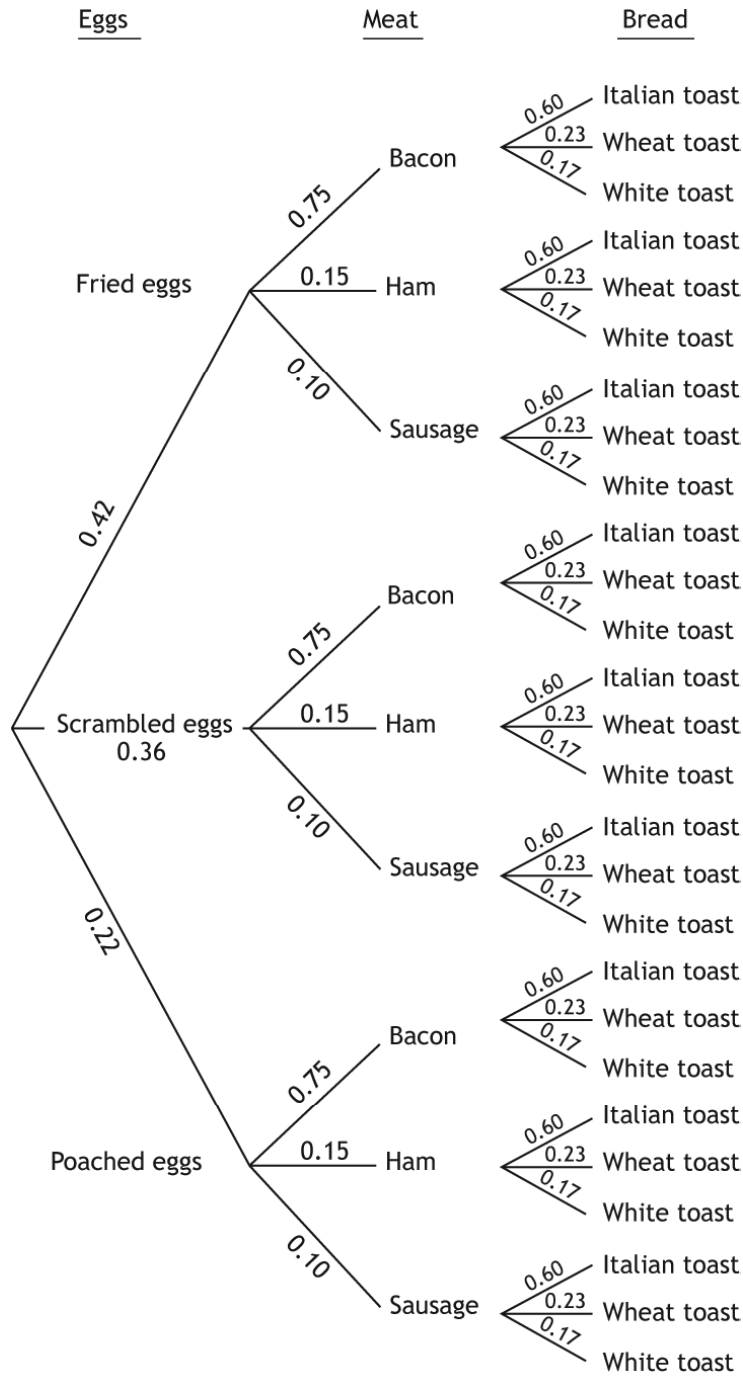 Eggs Meat Bread
0.60 Italian toast
Bacon 0.23 Wheat toast
0.17 White toast
0.75
0.60 Italian toast
Fried eggs 0.15 Ham 0.23 Wheat toast
0.17 White toast
0.10
0.60 Italian toast
Sausage 0.23 Wheat toast
0.17 White toast
0.42
0.60 Italian toast
Bacon 0.23 Wheat toast
0.17 White toast
0.75
0.60 Italian toast
Scrambled eggs 0.15 Ham 0.23 Wheat toast
0.36
0.17 White toast
0.10
0.60 Italian toast
Sausage 0.23 Wheat toast
0.17 White toast
0.22
0.60 Italian toast
Bacon 0.23 Wheat toast
0.17 White toast
0.75
0.60 Italian toast
Poached eggs 0.15 Ham 0.23 Wheat toast
0.17 White toast
0.10
0.60 Italian toast
Sausage 0.23 Wheat toast
0.17 White toast